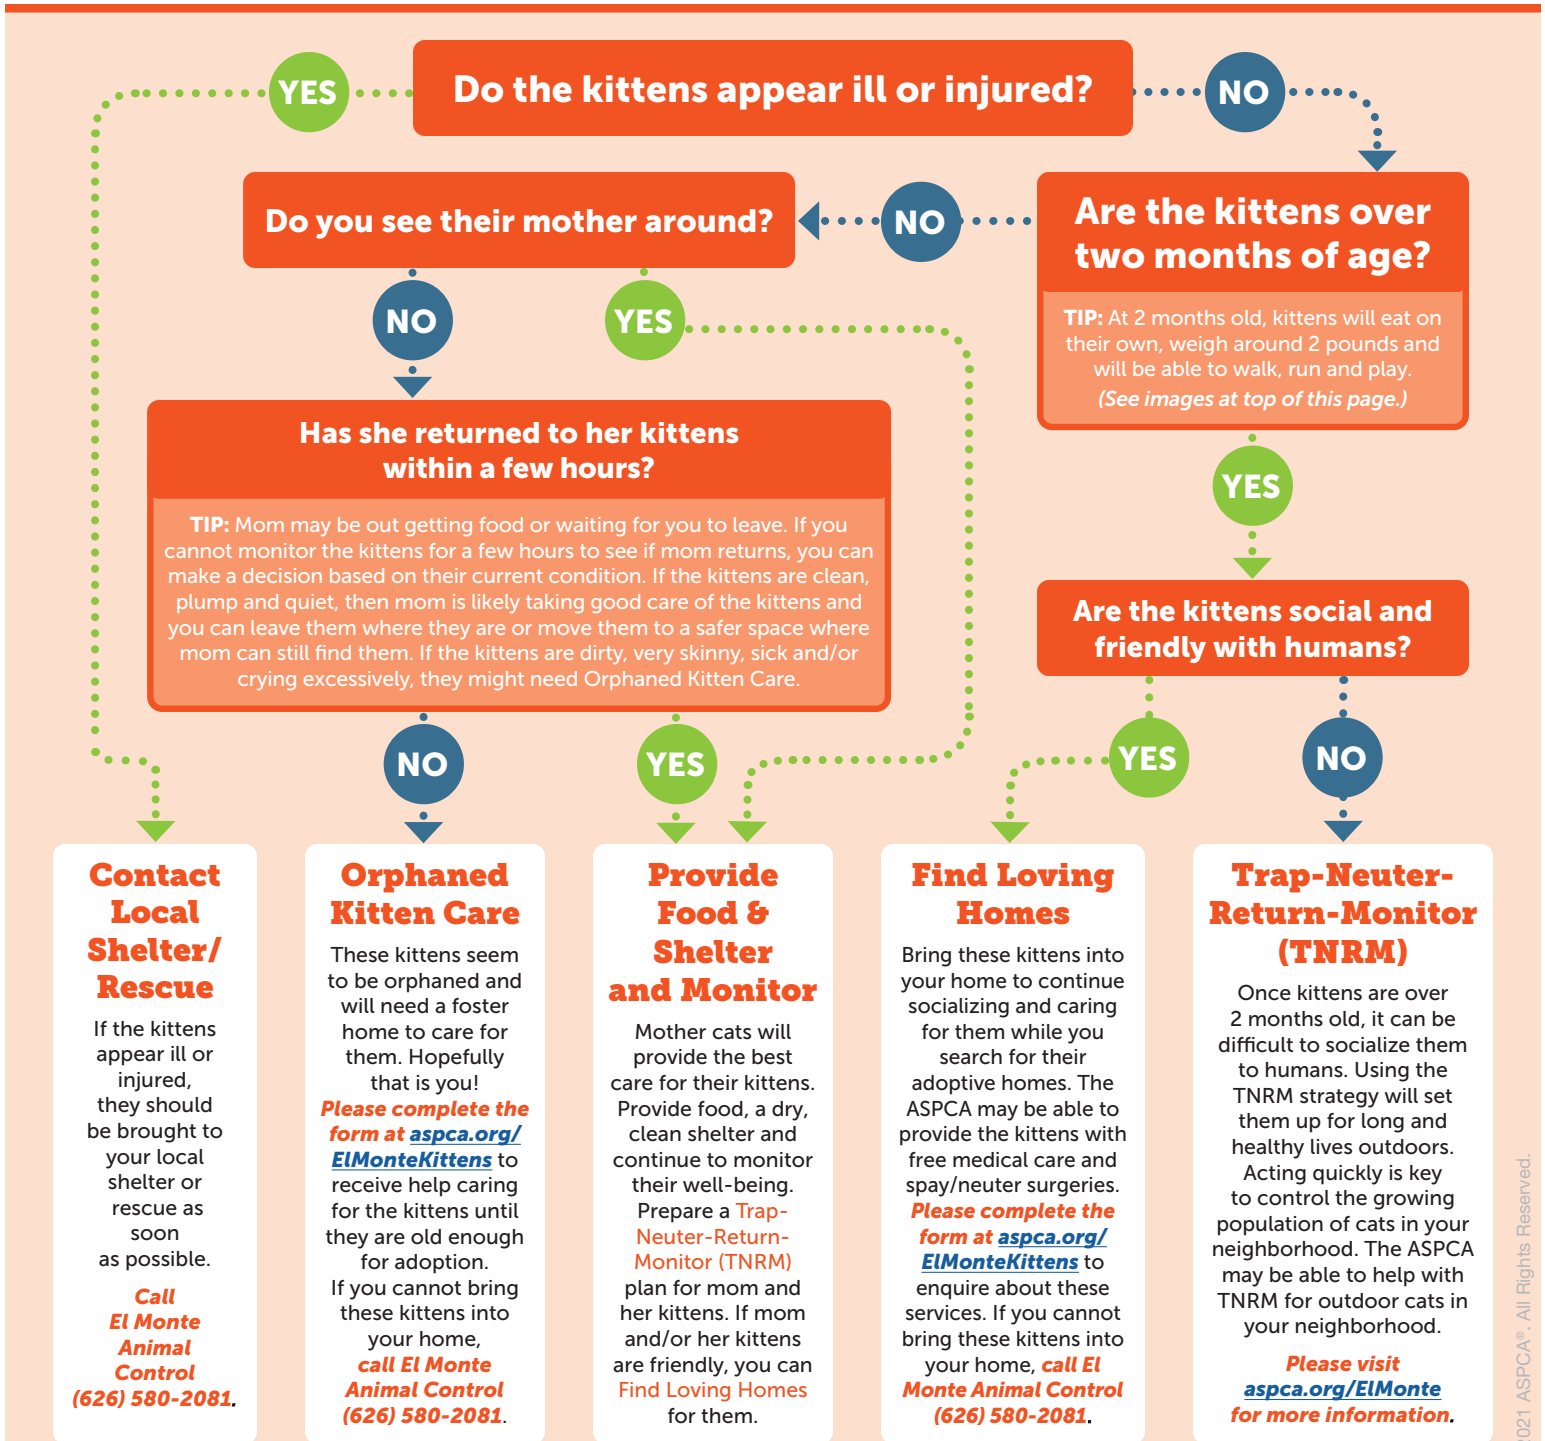 YES
Do the kittens appear ill or injured?
NO
Do you see their mother around?
NO
Are the kittens over
two months of age?
TIP: At 2 months old, kittens will eat on
their own, weigh around 2 pounds and
will be able to walk, run and play.
(See images at top of this page.)
NO
YES
Has she returned to her kittens
within a few hours?
TIP: Mom may be out getting food or waiting for you to leave. If you
cannot monitor the kittens for a few hours to see if mom returns, you can
make a decision based on their current condition. If the kittens are clean,
plump and quiet, then mom is likely taking good care of the kittens and
you can leave them where they are or move them to a safer space where
mom can still find them. If the kittens are dirty, very skinny, sick and/or
crying excessively, they might need Orphaned Kitten Care.
YES
Are the kittens social and
friendly with humans?
NO
YES
YES
NO
Contact
Local
Shelter/
Rescue
If the kittens
appear ill or
injured,
they should
be brought to
your local
shelter or
rescue as
soon
as possible.
Call
El Monte
Animal
Control
(626) 580-2081.
Orphaned
Kitten Care
These kittens seem
to be orphaned and
will need a foster
home to care for
them. Hopefully
that is you!
Please complete the
form at aspca.org/
ElMonteKittens to
receive help caring
for the kittens until
they are old enough
for adoption.
If you cannot bring
these kittens into
your home,
call El Monte
Animal Control
(626) 580-2081.
Provide
Food &
Shelter
and Monitor
Mother cats will
provide the best
care for their kittens.
Provide food, a dry,
clean shelter and
continue to monitor
their well-being.
Prepare a Trap-
Neuter-Return-
Monitor (TNRM)
plan for mom and
her kittens. If mom
and/or her kittens
are friendly, you can
Find Loving Homes
for them.
Find Loving
Homes
Bring these kittens into
your home to continue
socializing and caring
for them while you
search for their
adoptive homes. The
ASPCA may be able to
provide the kittens with
free medical care and
spay/neuter surgeries.
Please complete the
form at aspca.org/
ElMonteKittens to
enquire about these
services. If you cannot
bring these kittens into
your home, call El
Monte Animal Control
(626) 580-2081.
Trap-Neuter-
Return-Monitor
(TNRM)
Once kittens are over
2 months old, it can be
difficult to socialize them
to humans. Using the
TNRM strategy will set
them up for long and
healthy lives outdoors.
Acting quickly is key
to control the growing
population of cats in your
neighborhood. The ASPCA
may be able to help with
TNRM for outdoor cats in
your neighborhood.
Please visit
aspca.org/ElMonte
for more information.
2021 ASPCA®. All Rights Reserved.